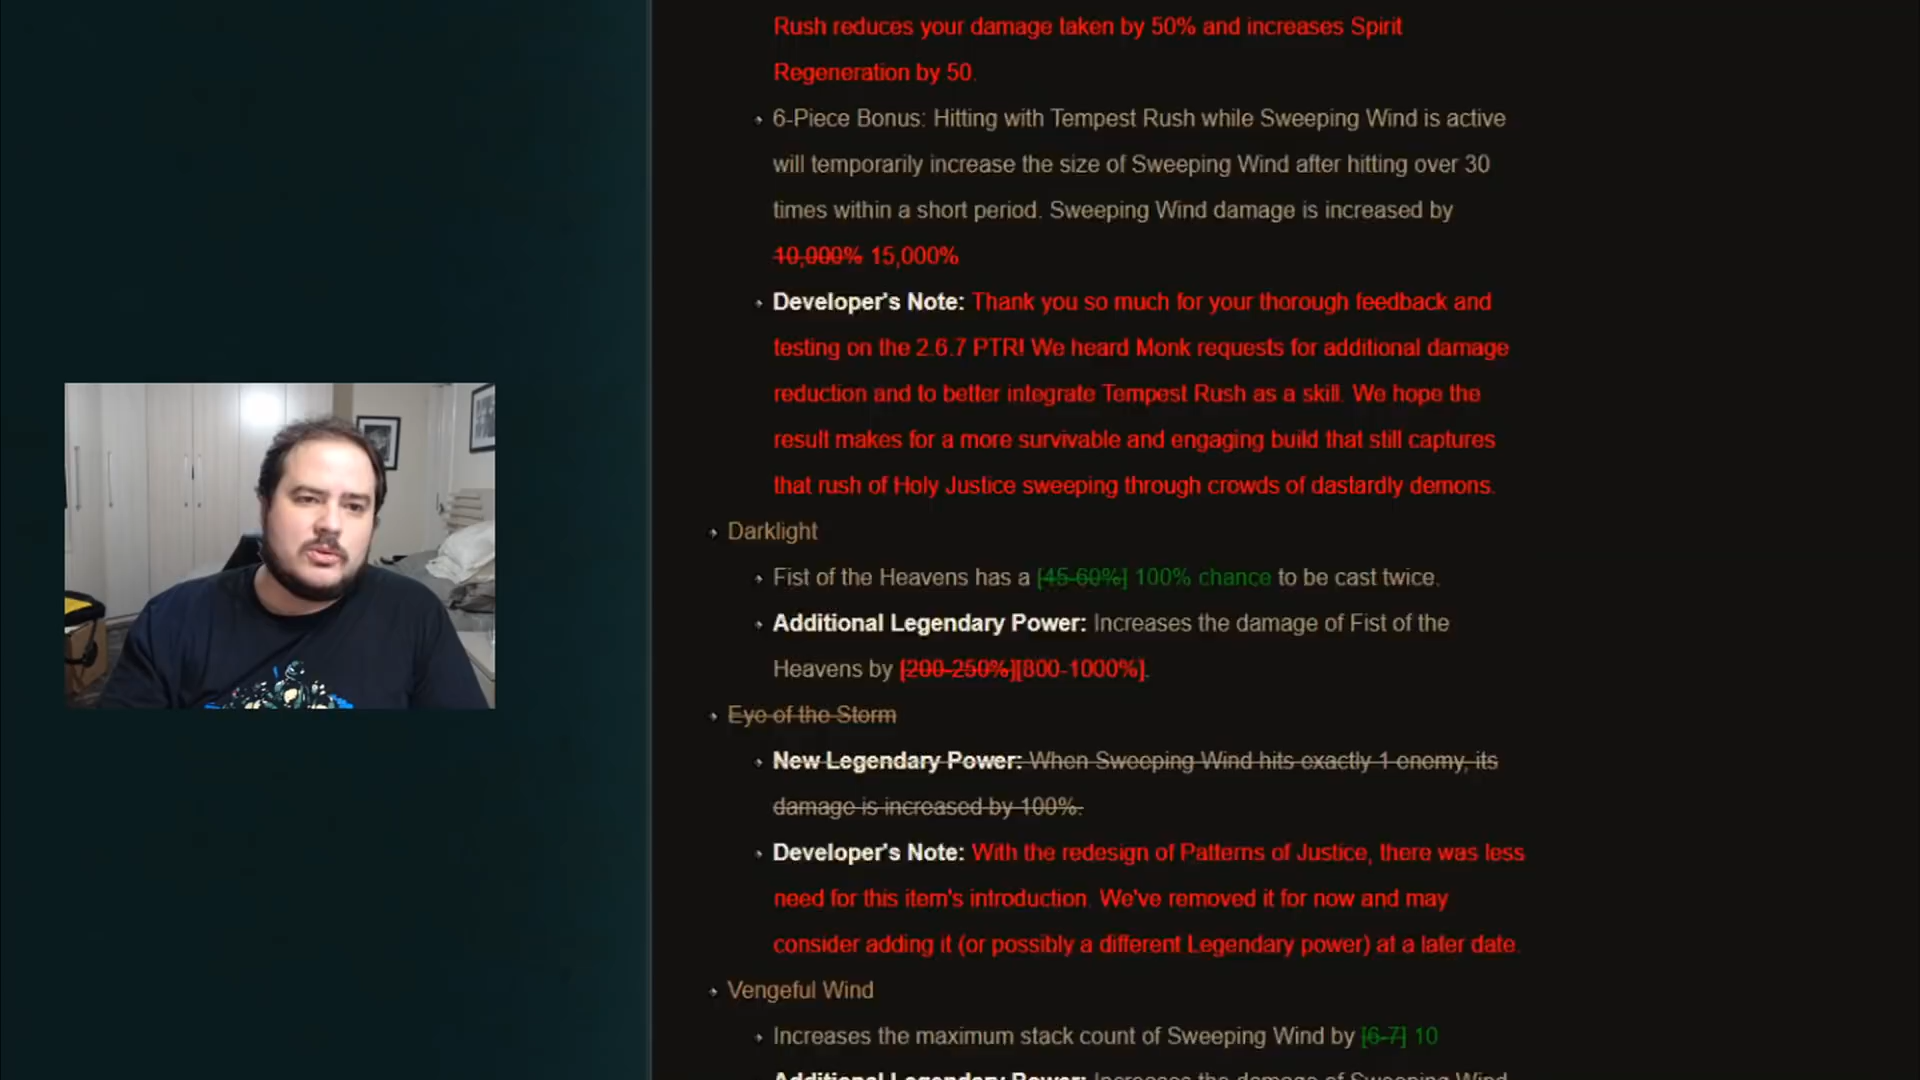 Rush reduces your damage taken by 50% and increases Spirit
Regeneration by 50.
6-Piece Bonus: Hitting with Tempest Rush while Sweeping Wind is active
will temporarily increase the size of Sweeping Wind after hitting over 30
times within a short period. Sweeping Wind damage is increased by
10,000% 15,000%
Developer's Note: Thank you so much for your thorough feedback and
testing on the 2.6.7 PTR! We heard Monk requests for additional damage
reduction and to better integrate Tempest Rush as a skill. We hope the
result makes for a more survivable and engaging build that still captures
that rush of Holy Justice sweeping through crowds of dastardly demons.
Darklight
Fist of the Heavens has a [45-60%] 100% chance to be cast twice.
Additional Legendary Power: Increases the damage of Fist of the
Heavens by [200-250%][800-1000%].
Eye of the Storm
New Legendary Power: When Sweeping Wind hits exactly 1 enemy, its
damage is increased by 100%.
Developer's Note: With the redesign of Patterns of Justice, there was less
need for this item's introduction. We've removed it for now and may
consider adding it (or possibly a different Legendary power) at a later date.
Vengeful Wind
Increases the maximum stack count of Sweeping Wind by [6-7] 10
Additional Legendary Power: Increases the damage of Sweeping Wind